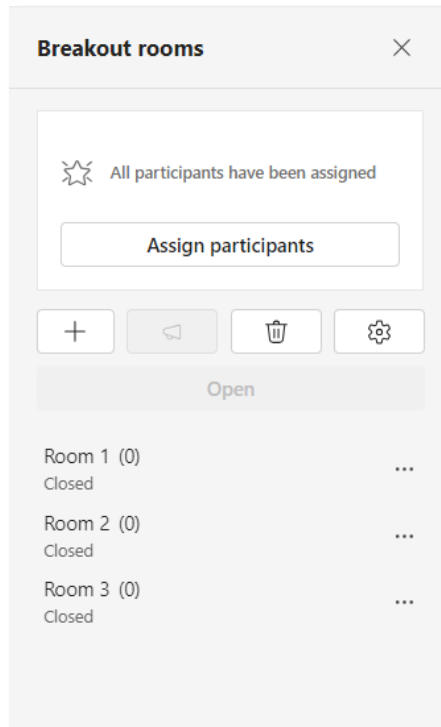 Breakout rooms
All participants have been assigned
Assign participants
Open
Room 1 (0)
Closed
Room 2 (0)
Closed
Room 3 (0)
Closed